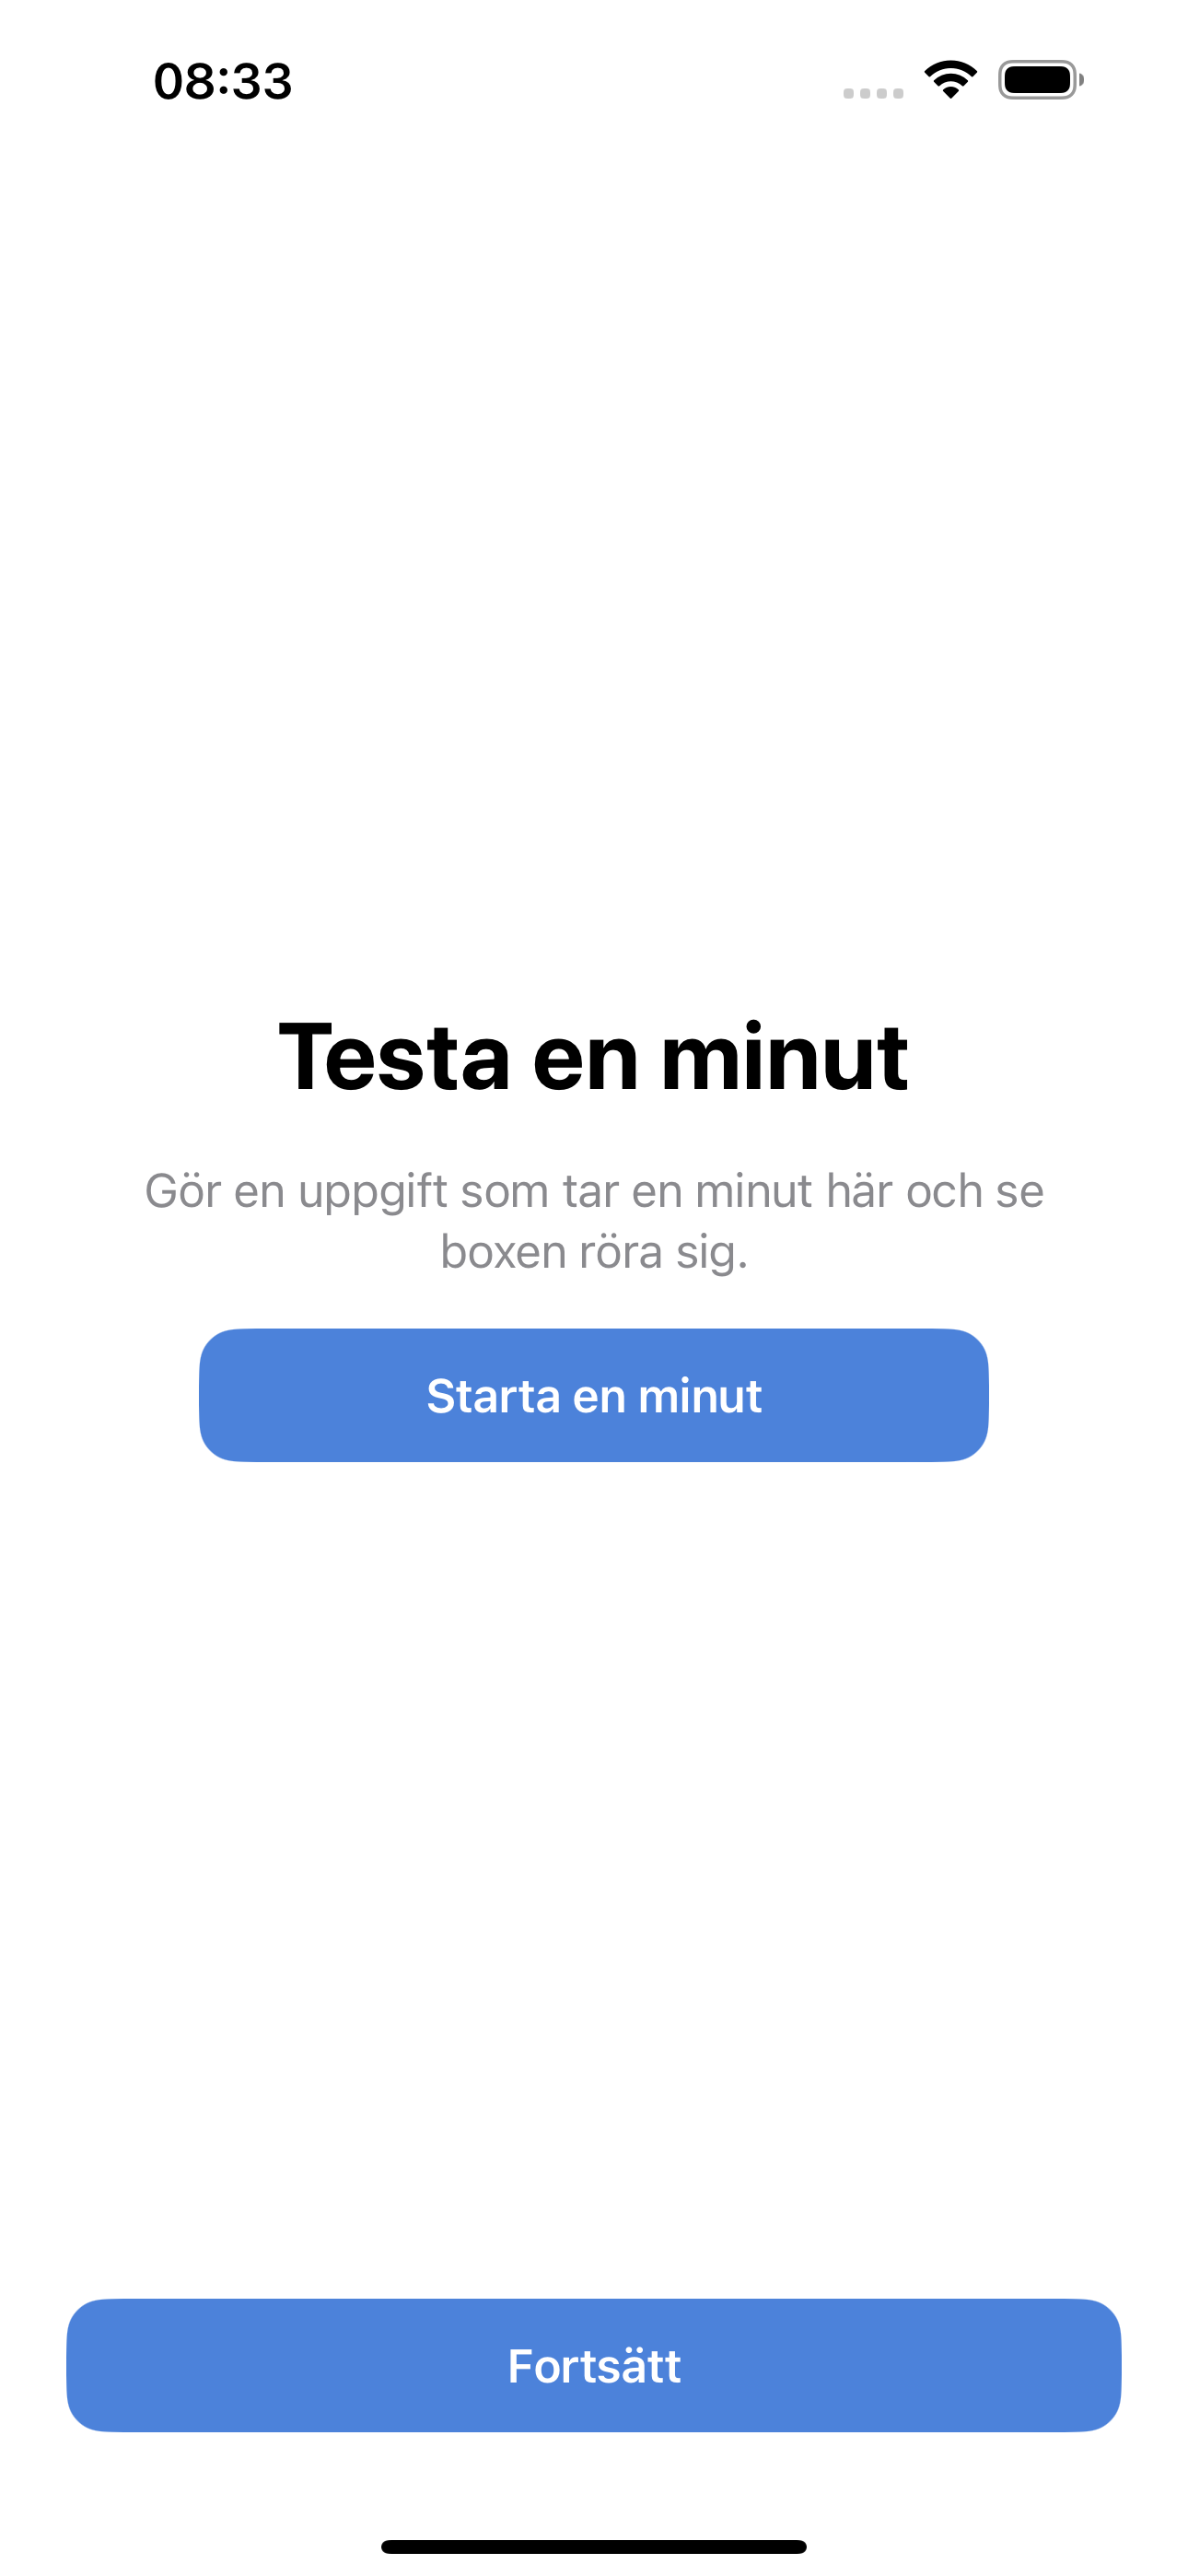 08:33
Testa en minut
Gör en uppgift som tar en minut här och se
boxen röra sig.
Starta en minut
Fortsätt